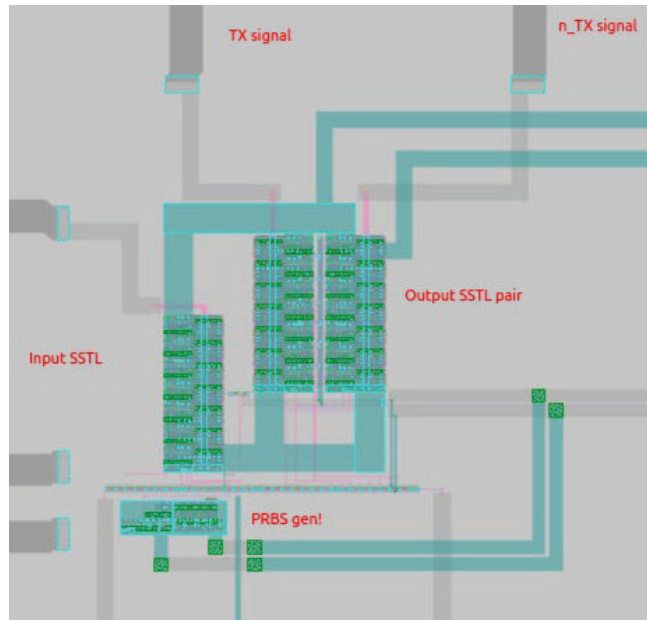 TX signal
n_TX signal
Output SSTL pair
Input SSTL
PRBS gen!